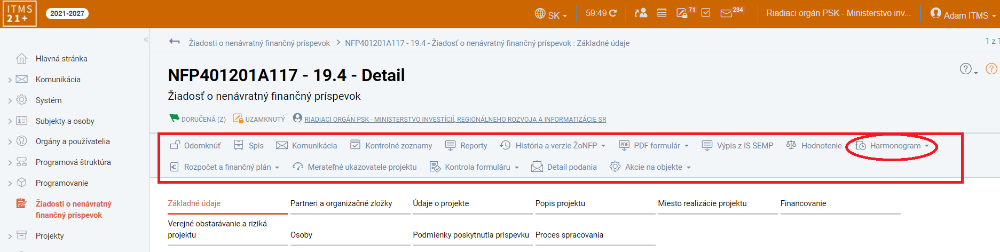 ITMS
21+
2021-2027
SK
59:49
71
234
Riadiaci orgán PSK - Ministerstvo inv...
Adam ITMS
Žiadosti o nenávratný finančný príspevok > NFP401201A117 - 19.4 - Žiadosť o nenávratný finančný príspevok : Základné údaje
1 z 1
Hlavná stránka
Komunikácia
Systém
Subjekty a osoby
Orgány a používatelia
Programová štruktúra
Programovanie
Žiadosti o nenávratný
finančný príspevok
Projekty
NFP401201A117 - 19.4 - Detail
Žiadosť o nenávratný finančný príspevok
DORUČENÁ (Z) UZAMKNUTÝ RIADIACI ORGÁN PSK - MINISTERSTVO INVESTÍCIÍ, REGIONÁLNEHO ROZVOJA A INFORMATIZÁCIE SR
Odomknúť Spis Komunikácia Kontrolné zoznamy Reporty História a verzie ŽoNFP PDF PDF formulár Výpis z IS SEMP Hodnotenie Harmonogram
Rozpočet a finančný plán Merateľné ukazovatele projektu Kontrola formuláru Detail podania Akcie na objekte
Základné údaje Partneri a organizačné zložky Údaje o projekte Popis projektu Miesto realizácie projektu Financovanie
Verejné obstarávanie a riziká
projektu Osoby Podmienky poskytnutia príspevku Proces spracovania